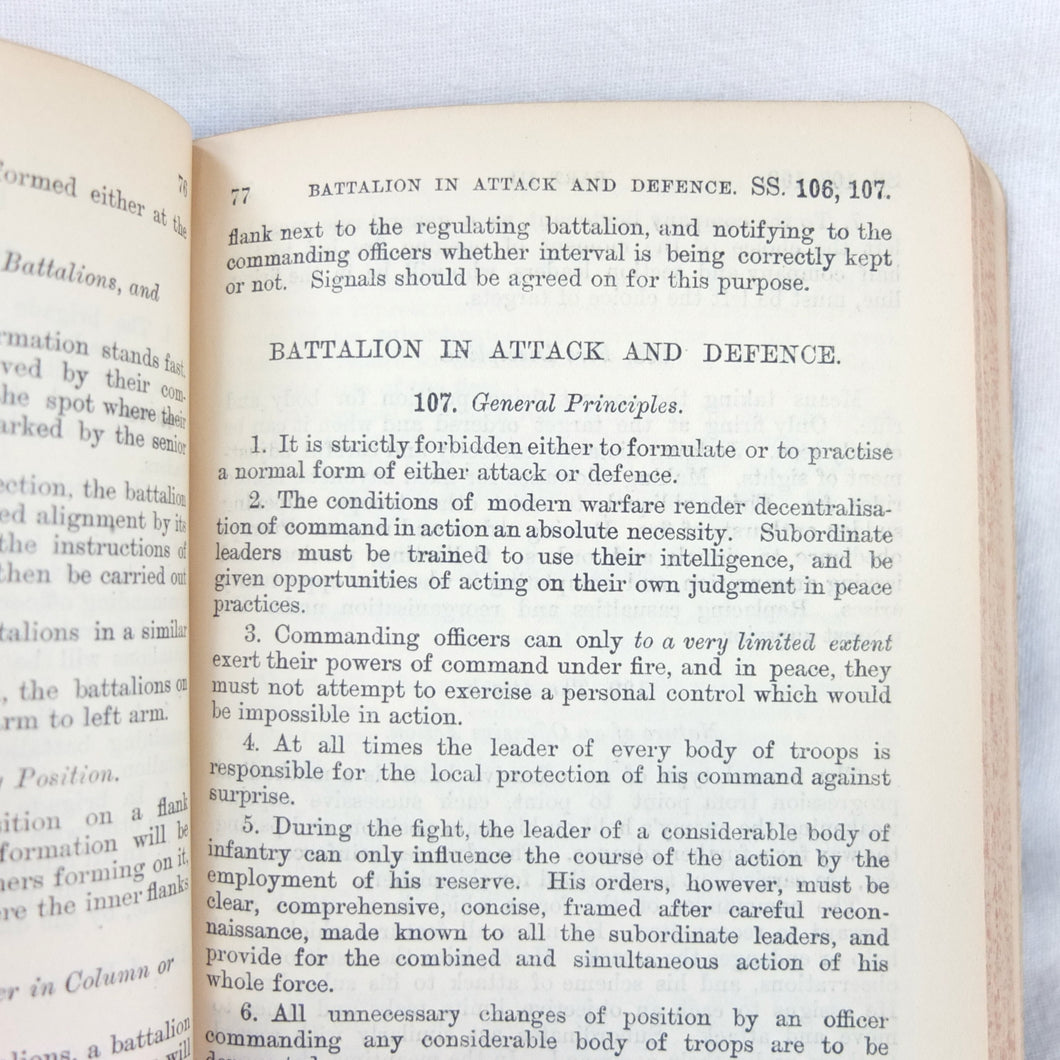 76
formed either at the
Battalions, and
rmation stands fast,
ved by their com-
he spot where their
arked by the senior
ection, the battalion
ed alignment by its
the instructions of
then be carried out
talions in a similar
, the battalions on
arm to left arm.
Position.
ition on a flank
formation will be
ners forming on it,
re the inner flanks
er in Column or
lions, a battalion
will
77 BATTALION IN ATTACK AND DEFENCE. SS. 106, 107.
flank next to the regulating battalion, and notifying to the
commanding officers whether interval is being correctly kept
or not. Signals should be agreed on for this purpose.
BATTALION IN ATTACK AND DEFENCE.
107. General Principles.
1. It is strictly forbidden either to formulate or to practise
a normal form of either attack or defence.
2. The conditions of modern warfare render decentralisa-
tion of command in action an absolute necessity. Subordinate
leaders must be trained to use their intelligence, and be
given opportunities of acting on their own judgment in peace
practices.
3. Commanding officers can only to a very limited extent
exert their powers of command under fire, and in peace, they
must not attempt to exercise a personal control which would
be impossible in action.
4. At all times the leader of every body of troops is
responsible for the local protection of his command against
surprise.
5. During the fight, the leader of a considerable body of
infantry can only influence the course of the action by the
employment of his reserve. His orders, however, must be
clear, comprehensive, concise, framed after careful recon-
naissance, made known to all the subordinate leaders, and
provide for the combined and simultaneous action of his
whole force.
6. All unnecessary changes of position by an officer
commanding any considerable body of troops are to be